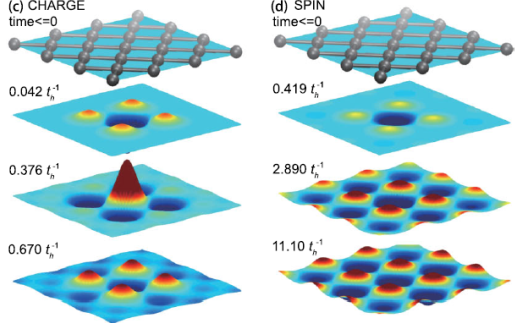 (c) CHARGE
time<=0
0.042 t_h^-1
0.376 t_h^-1
0.670 t_h^-1
(d) SPIN
time<=0
0.419 t_h^-1
2.890 t_h^-1
11.10 t_h^-1